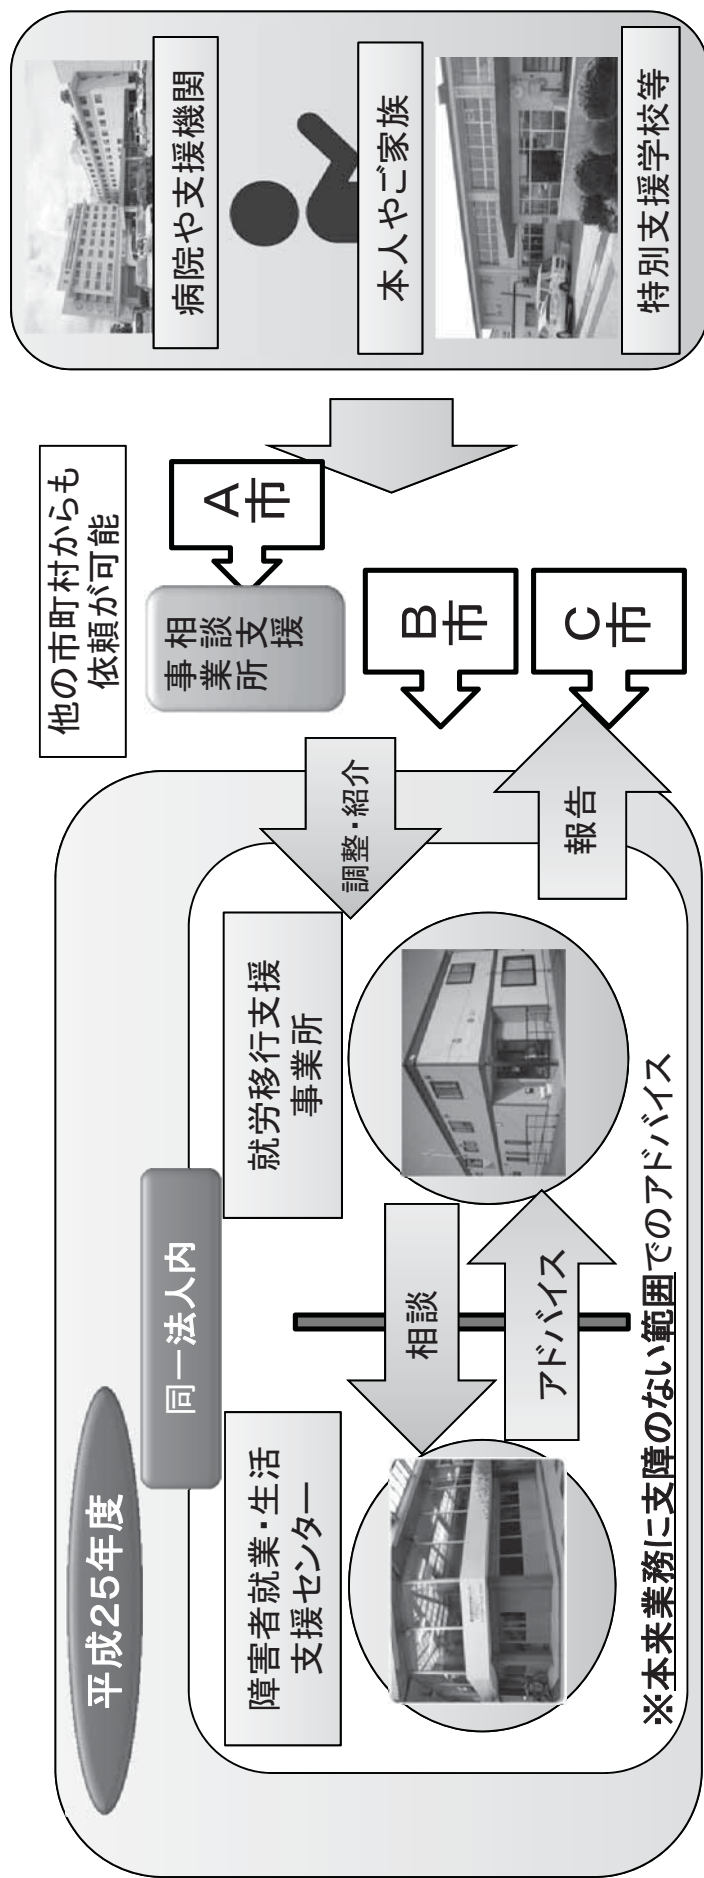 平成25年度
同一法人内
障害者就業・生活
支援センター
相談
アドバイス
就労移行支援
事業所
※本来業務に支障のない範囲でのアドバイス
調整・紹介
報告
他の市町村からも
依頼が可能
相談支援
事業所
A市
B市
C市
病院や支援機関
本人やご家族
特別支援学校等